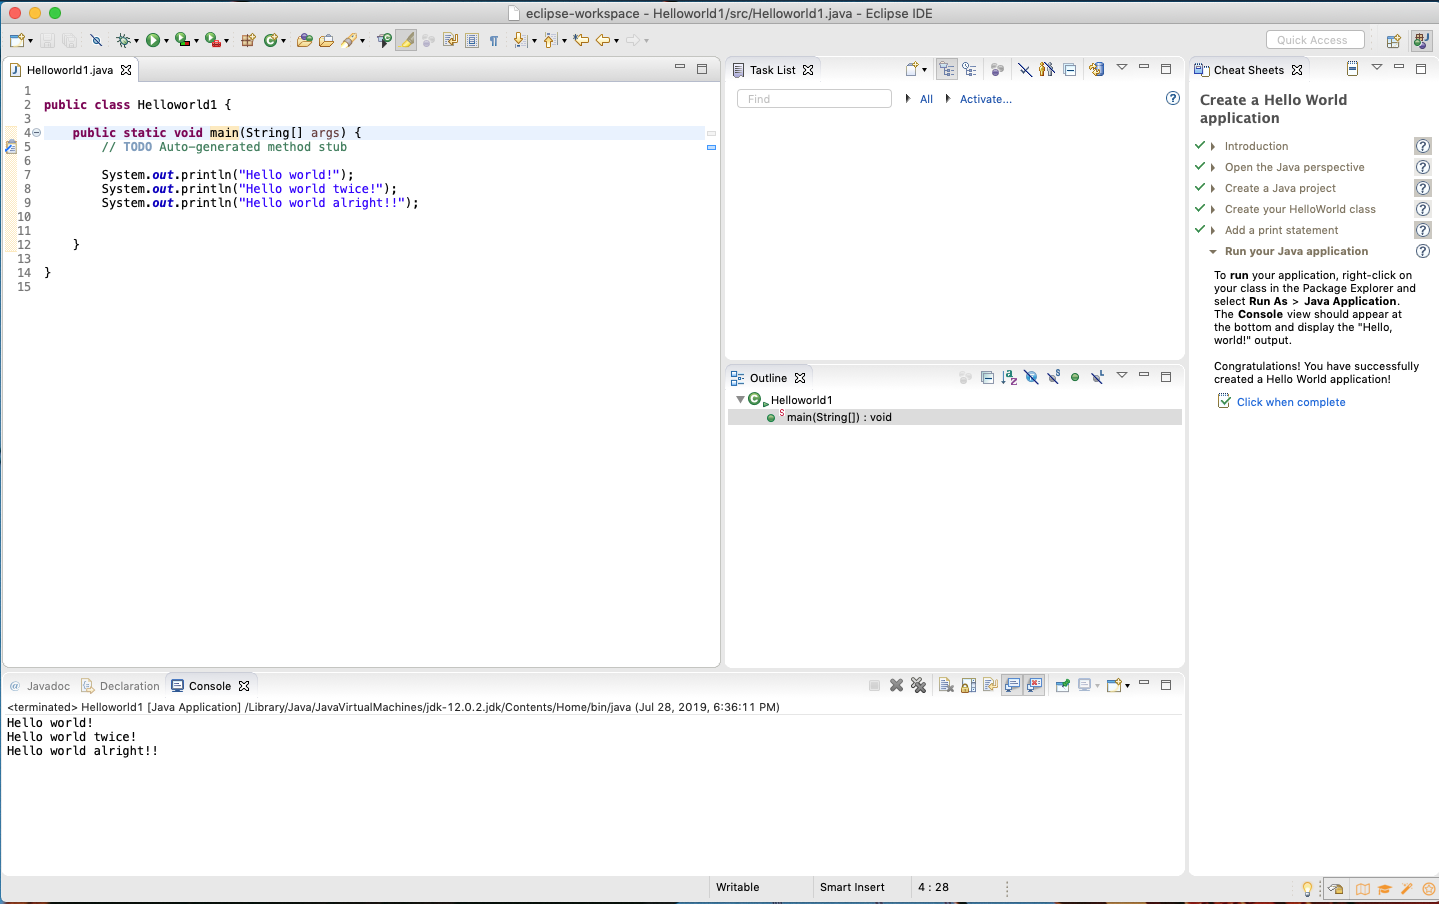 eclipse-workspace - Helloworld1/src/Helloworld1.java - Eclipse IDE
Quick Access
Helloworld1.java
1
2 public class Helloworld1 {
3
4 public static void main(String[] args) {
5 // TODO Auto-generated method stub
6
7 System.out.println("Hello world!");
8 System.out.println("Hello world twice!");
9 System.out.println("Hello world alright!!");
10
11
12 }
13
14 }
15
Task List
Find
All
Activate...
Outline
Helloworld1
main(String[]) : void
Cheat Sheets
Create a Hello World
application
Introduction
Open the Java perspective
Create a Java project
Create your HelloWorld class
Add a print statement
Run your Java application
To run your application, right-click on
your class in the Package Explorer and
select Run As > Java Application.
The Console view should appear at
the bottom and display the "Hello,
world!" output.
Congratulations! You have successfully
created a Hello World application!
Click when complete
@ Javadoc
Declaration
Console
<terminated> Helloworld1 [Java Application] /Library/Java/JavaVirtualMachines/jdk-12.0.2.jdk/Contents/Home/bin/java (Jul 28, 2019, 6:36:11 PM)
Hello world!
Hello world twice!
Hello world alright!!
Writable
Smart Insert
4 : 28